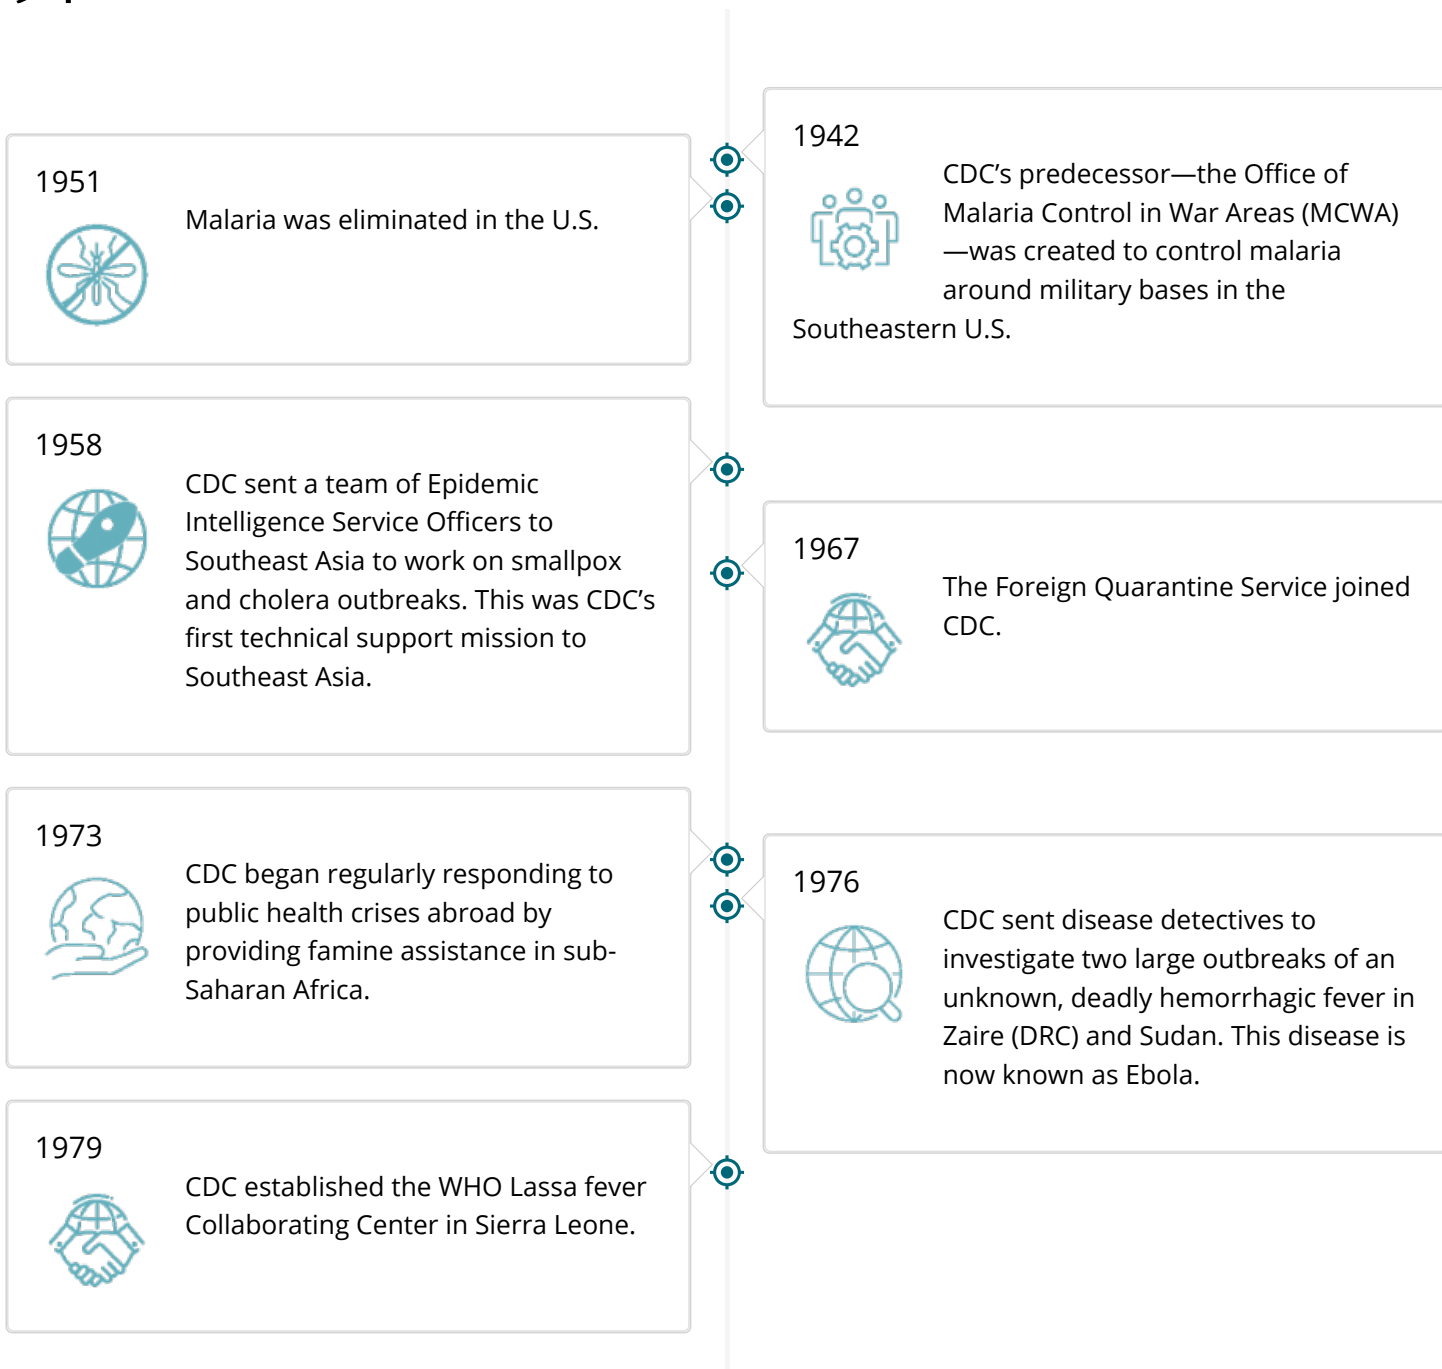 1942
CDC’s predecessor—the Office of
Malaria Control in War Areas (MCWA)
—was created to control malaria
around military bases in the
Southeastern U.S.
1951
Malaria was eliminated in the U.S.
1958
CDC sent a team of Epidemic
Intelligence Service Officers to
Southeast Asia to work on smallpox
and cholera outbreaks. This was CDC’s
first technical support mission to
Southeast Asia.
1967
The Foreign Quarantine Service joined
CDC.
1973
CDC began regularly responding to
public health crises abroad by
providing famine assistance in sub-
Saharan Africa.
1976
CDC sent disease detectives to
investigate two large outbreaks of an
unknown, deadly hemorrhagic fever in
Zaire (DRC) and Sudan. This disease is
now known as Ebola.
1979
CDC established the WHO Lassa fever
Collaborating Center in Sierra Leone.